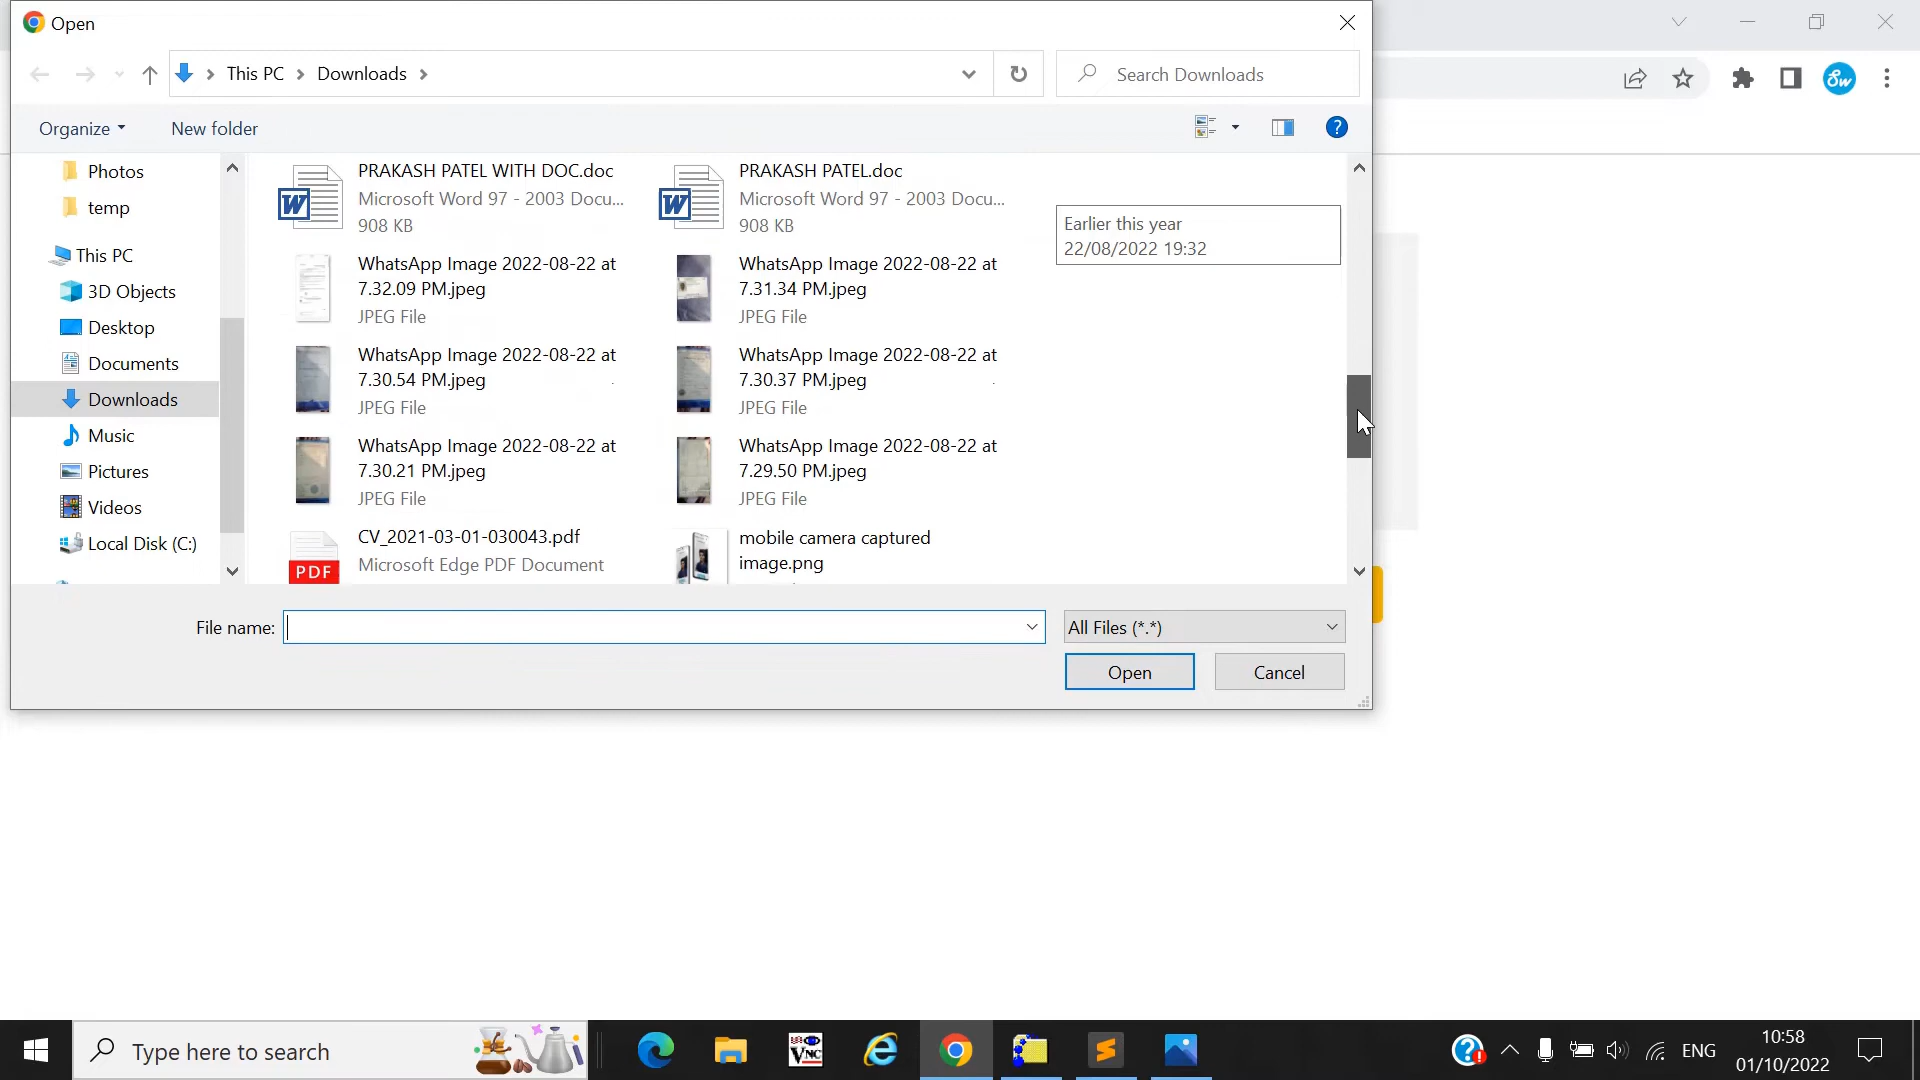 Open
This PC
Downloads
Search Downloads
Organize
New folder
Photos
temp
This PC
3D Objects
Desktop
Documents
Downloads
Music
Pictures
Videos
Local Disk (C:)
PRAKASH PATEL WITH DOC.doc
Microsoft Word 97 - 2003 Docu...
908 KB
PRAKASH PATEL.doc
Microsoft Word 97 - 2003 Docu...
908 KB
Earlier this year
22/08/2022 19:32
WhatsApp Image 2022-08-22 at
7.32.09 PM.jpeg
JPEG File
WhatsApp Image 2022-08-22 at
7.31.34 PM.jpeg
JPEG File
WhatsApp Image 2022-08-22 at
7.30.54 PM.jpeg
JPEG File
WhatsApp Image 2022-08-22 at
7.30.37 PM.jpeg
JPEG File
WhatsApp Image 2022-08-22 at
7.30.21 PM.jpeg
JPEG File
WhatsApp Image 2022-08-22 at
7.29.50 PM.jpeg
JPEG File
PDF
CV_2021-03-01-030043.pdf
Microsoft Edge PDF Document
mobile camera captured
image.png
File name:
All Files (*.*)
Open
Cancel
Sw
Type here to search
VNC
ENG
10:58
01/10/2022